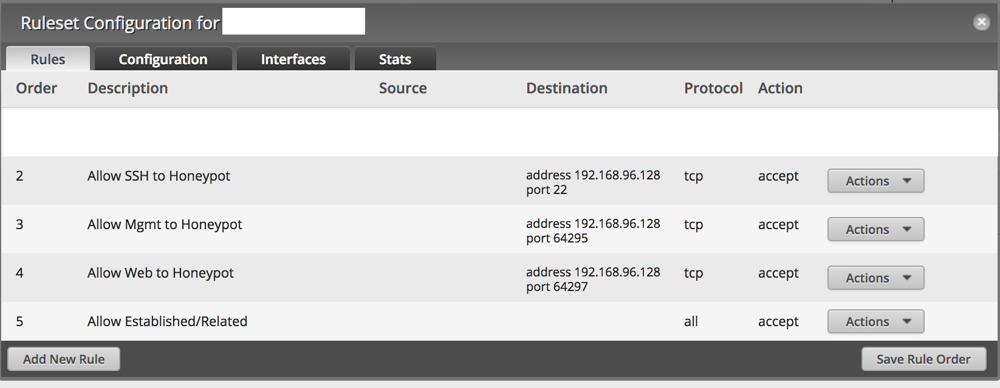 Ruleset Configuration for
Rules Configuration Interfaces Stats
Order Description Source Destination Protocol Action
2 Allow SSH to Honeypot address 192.168.96.128 tcp accept Actions
port 22
3 Allow Mgmt to Honeypot address 192.168.96.128 tcp accept Actions
port 64295
4 Allow Web to Honeypot address 192.168.96.128 tcp accept Actions
port 64297
5 Allow Established/Related all accept Actions
Add New Rule Save Rule Order